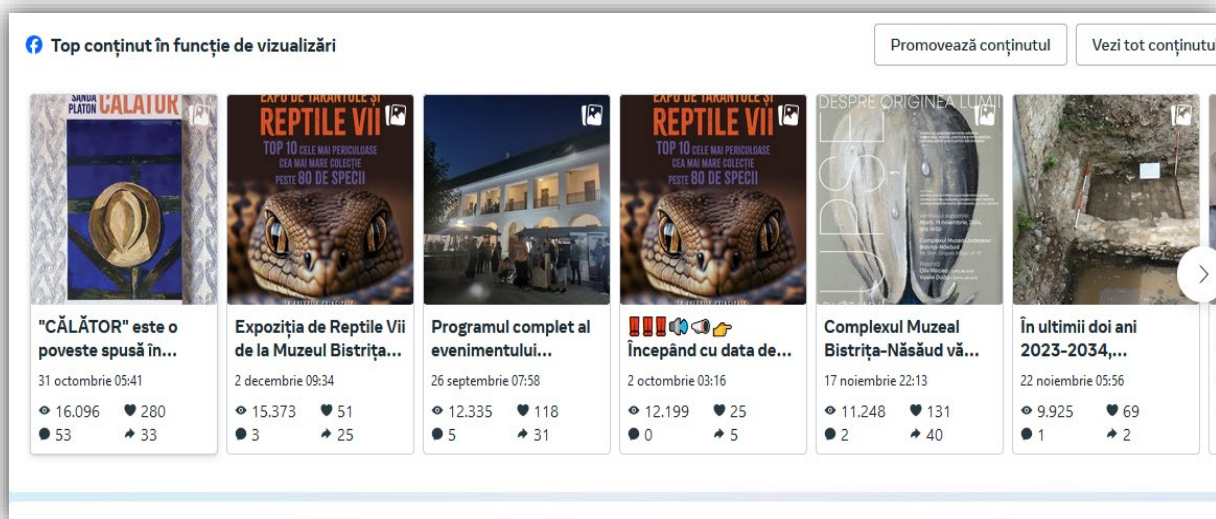 Top conținut în funcție de vizualizări
Promovează conținutul
Vezi tot conținutul
SANDA
PLATON CĂLĂTOR
"CĂLĂTOR" este o
poveste spusă în...
31 octombrie 05:41
16.096 280
53 33
EXPO DE TARANTULE ȘI
REPTILE VII
TOP 10 CELE MAI PERICULOASE
CEA MAI MARE COLECȚIE
PESTE 80 DE SPECII
Expoziția de Reptile Vii
de la Muzeul Bistrița...
2 decembrie 09:34
15.373 51
3 25
Programul complet al
evenimentului...
26 septembrie 07:58
12.335 118
5 31
EXPO DE TARANTULE ȘI
REPTILE VII
TOP 10 CELE MAI PERICULOASE
CEA MAI MARE COLECȚIE
PESTE 80 DE SPECII
Începând cu data de...
2 octombrie 03:16
12.199 25
0 5
DESPRE ORIGINEA LUMII
Complexul Muzeal
Bistrița-Năsăud vă...
17 noiembrie 22:13
11.248 131
2 40
În ultimii doi ani
2023-2034,...
22 noiembrie 05:56
9.925 69
1 2